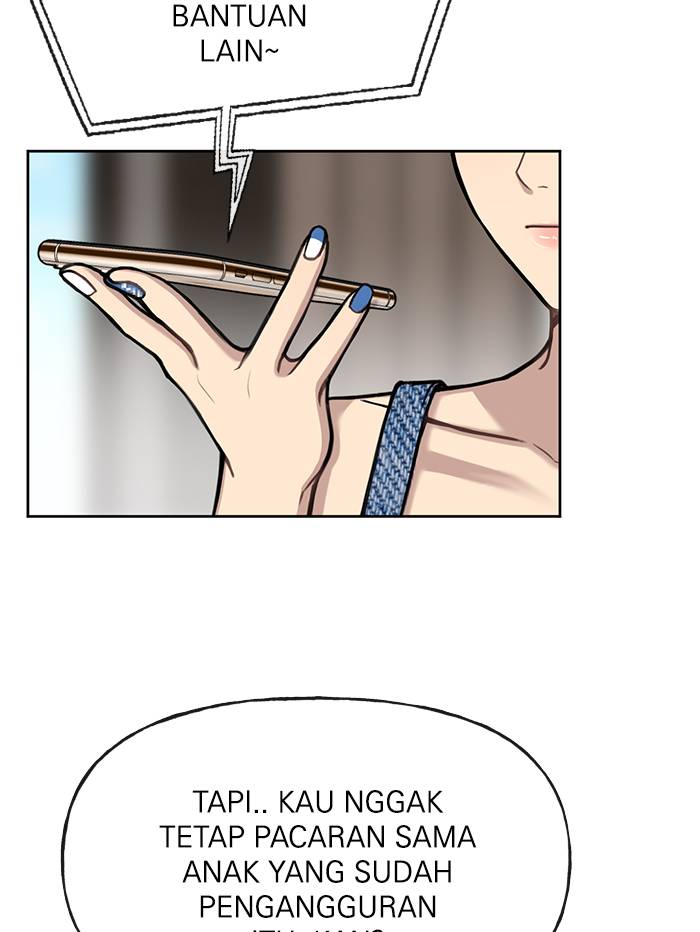 BANTUAN
LAIN~
TAPI.. KAU NGGAK
TETAP PACARAN SAMA
ANAK YANG SUDAH
PENGANGGURAN